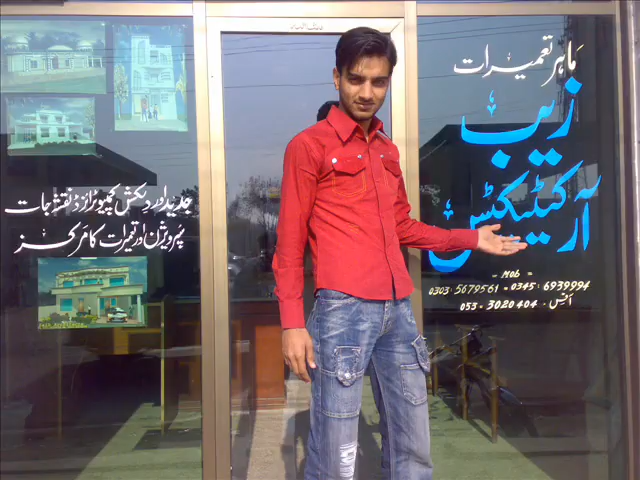 ماہر تعمیرات
زیب
آرکیٹیکٹس
جدید اور دلکش کمپیوٹرائزڈ نقشہ جات
سپرویژن اور تعمیرات کا مرکز
- Mob =
0303:5679561 - 0345:6939994
053 - 3020404 . آفس